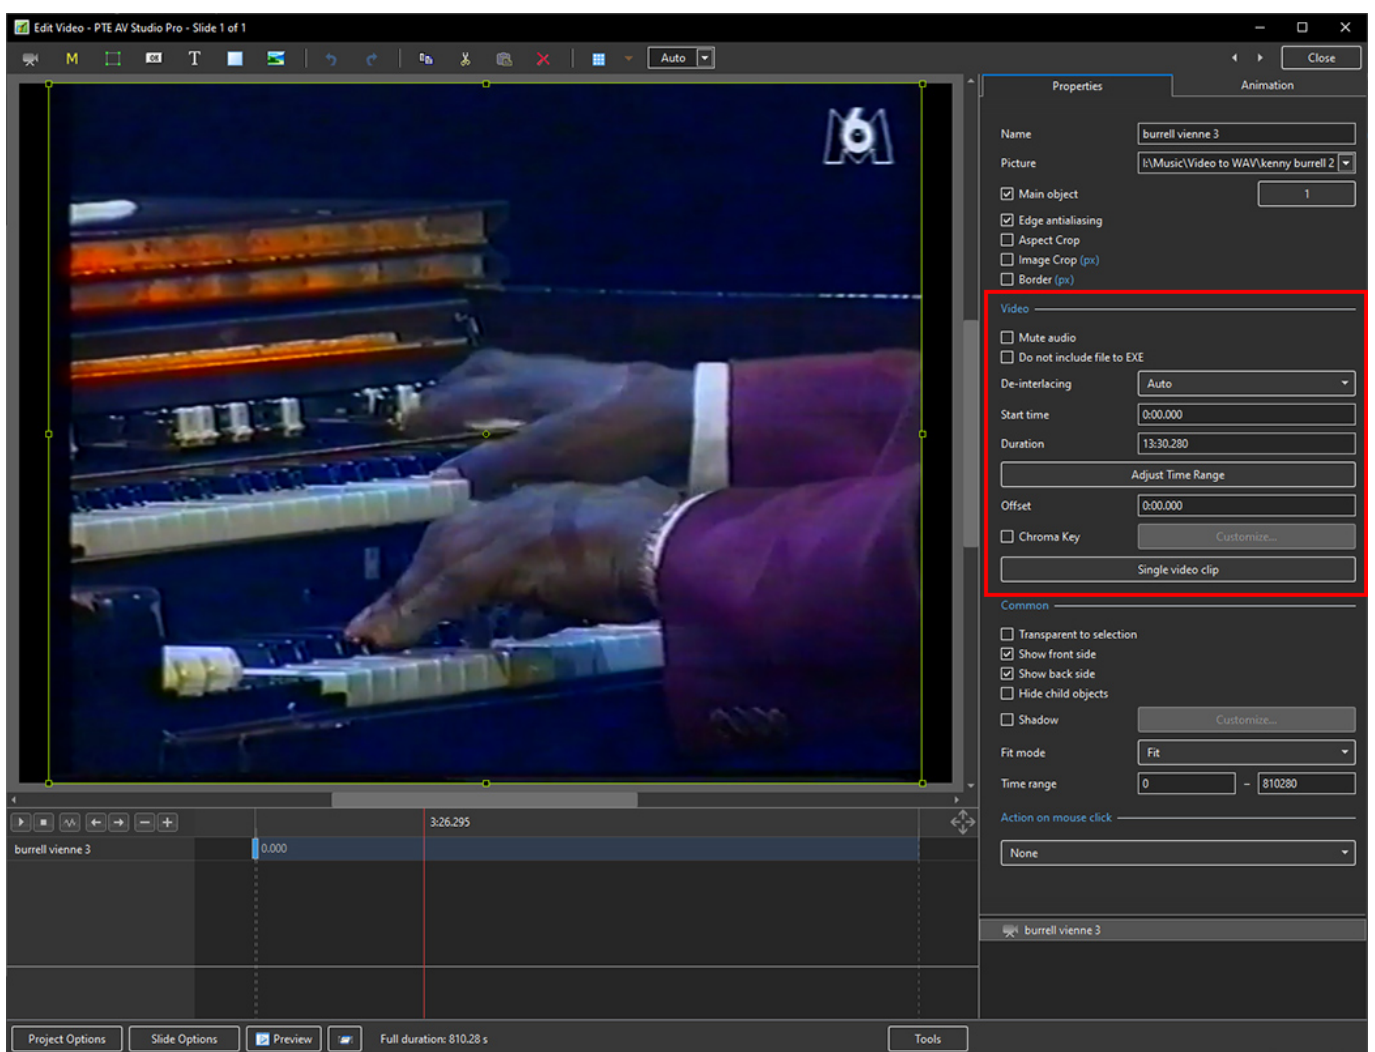 Edit Video - PTE AV Studio Pro - Slide 1 of 1
M OK T Auto Close
Properties Animation
M6
Name burrell vienne 3
Picture I:\Music\Video to WAV\kenny burrell 2
Main object 1
Edge antialiasing
Aspect Crop
Image Crop (px)
Border (px)
Video
Mute audio
Do not include file to EXE
De-interlacing Auto
Start time 0:00.000
Duration 13:30.280
Adjust Time Range
Offset 0:00.000
Chroma Key Customize...
Single video clip
Common
Transparent to selection
Show front side
Show back side
Hide child objects
Shadow Customize...
Fit mode Fit
Time range 0 – 810280
Action on mouse click
None
burrell vienne 3
3:26.295
burrell vienne 3 0.000
Project Options Slide Options Preview Full duration: 810.28 s Tools